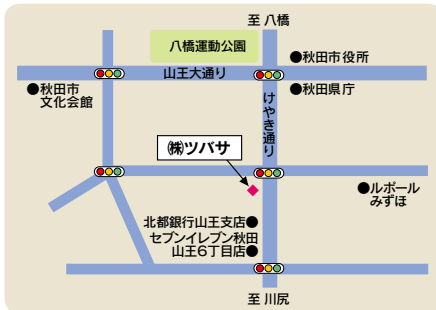 至 八橋
八橋運動公園
●秋田市役所
山王大通り
●秋田市
文化会館
●秋田県庁
けやき通り
㈱ツバサ
●ルポール
みずほ
北都銀行山王支店●
セブンイレブン秋田
山王6丁目店●
至 川尻